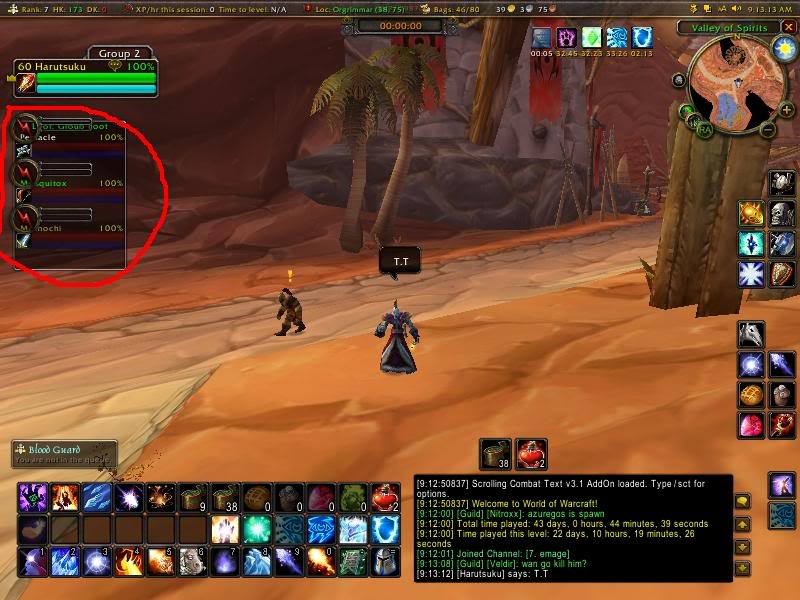 Rank: 7 HK: 173 DK: 0 XP/hr this session: 0 Time to level: N/A Loc: Orgrimmar (38, 75) Bags: 46/80 39 3 75 9:13:13 AM
00:00:00
Valley of Spirits
N
Group 2
60 Harutsuku 100%
00:05 32:45 33:23 33:26 02:13
100%
acle
RA
quitox 100%
ochi 100%
T.T
!
Blood Guard
You are not in the queue.
38 2
9 38 2
[9:12:50837] Scrolling Combat Text v3.1 AddOn loaded. Type /sct for
options.
[9:12:50837] Welcome to World of Warcraft!
[9:12:00] [Guild] [Nitroxx]: azuregos is spawn
[9:12:00] Total time played: 43 days, 0 hours, 44 minutes, 39 seconds
[9:12:00] Time played this level: 22 days, 10 hours, 19 minutes, 26
seconds
[9:12:01] Joined Channel: [7. emage]
[9:13:08] [Guild] [Veldir]: wan go kill him?
[9:13:12] [Harutsuku] says: T.T